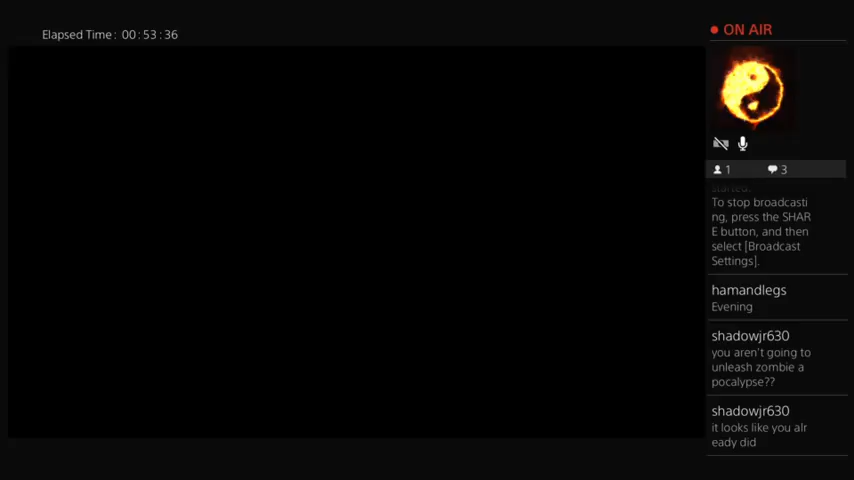 Elapsed Time: 00:53:36
ON AIR
1 3
started.
To stop broadcasti
ng, press the SHAR
E button, and then
select [Broadcast
Settings].
hamandlegs
Evening
shadowjr630
you aren't going to
unleash zombie a
pocalypse??
shadowjr630
it looks like you alr
eady did